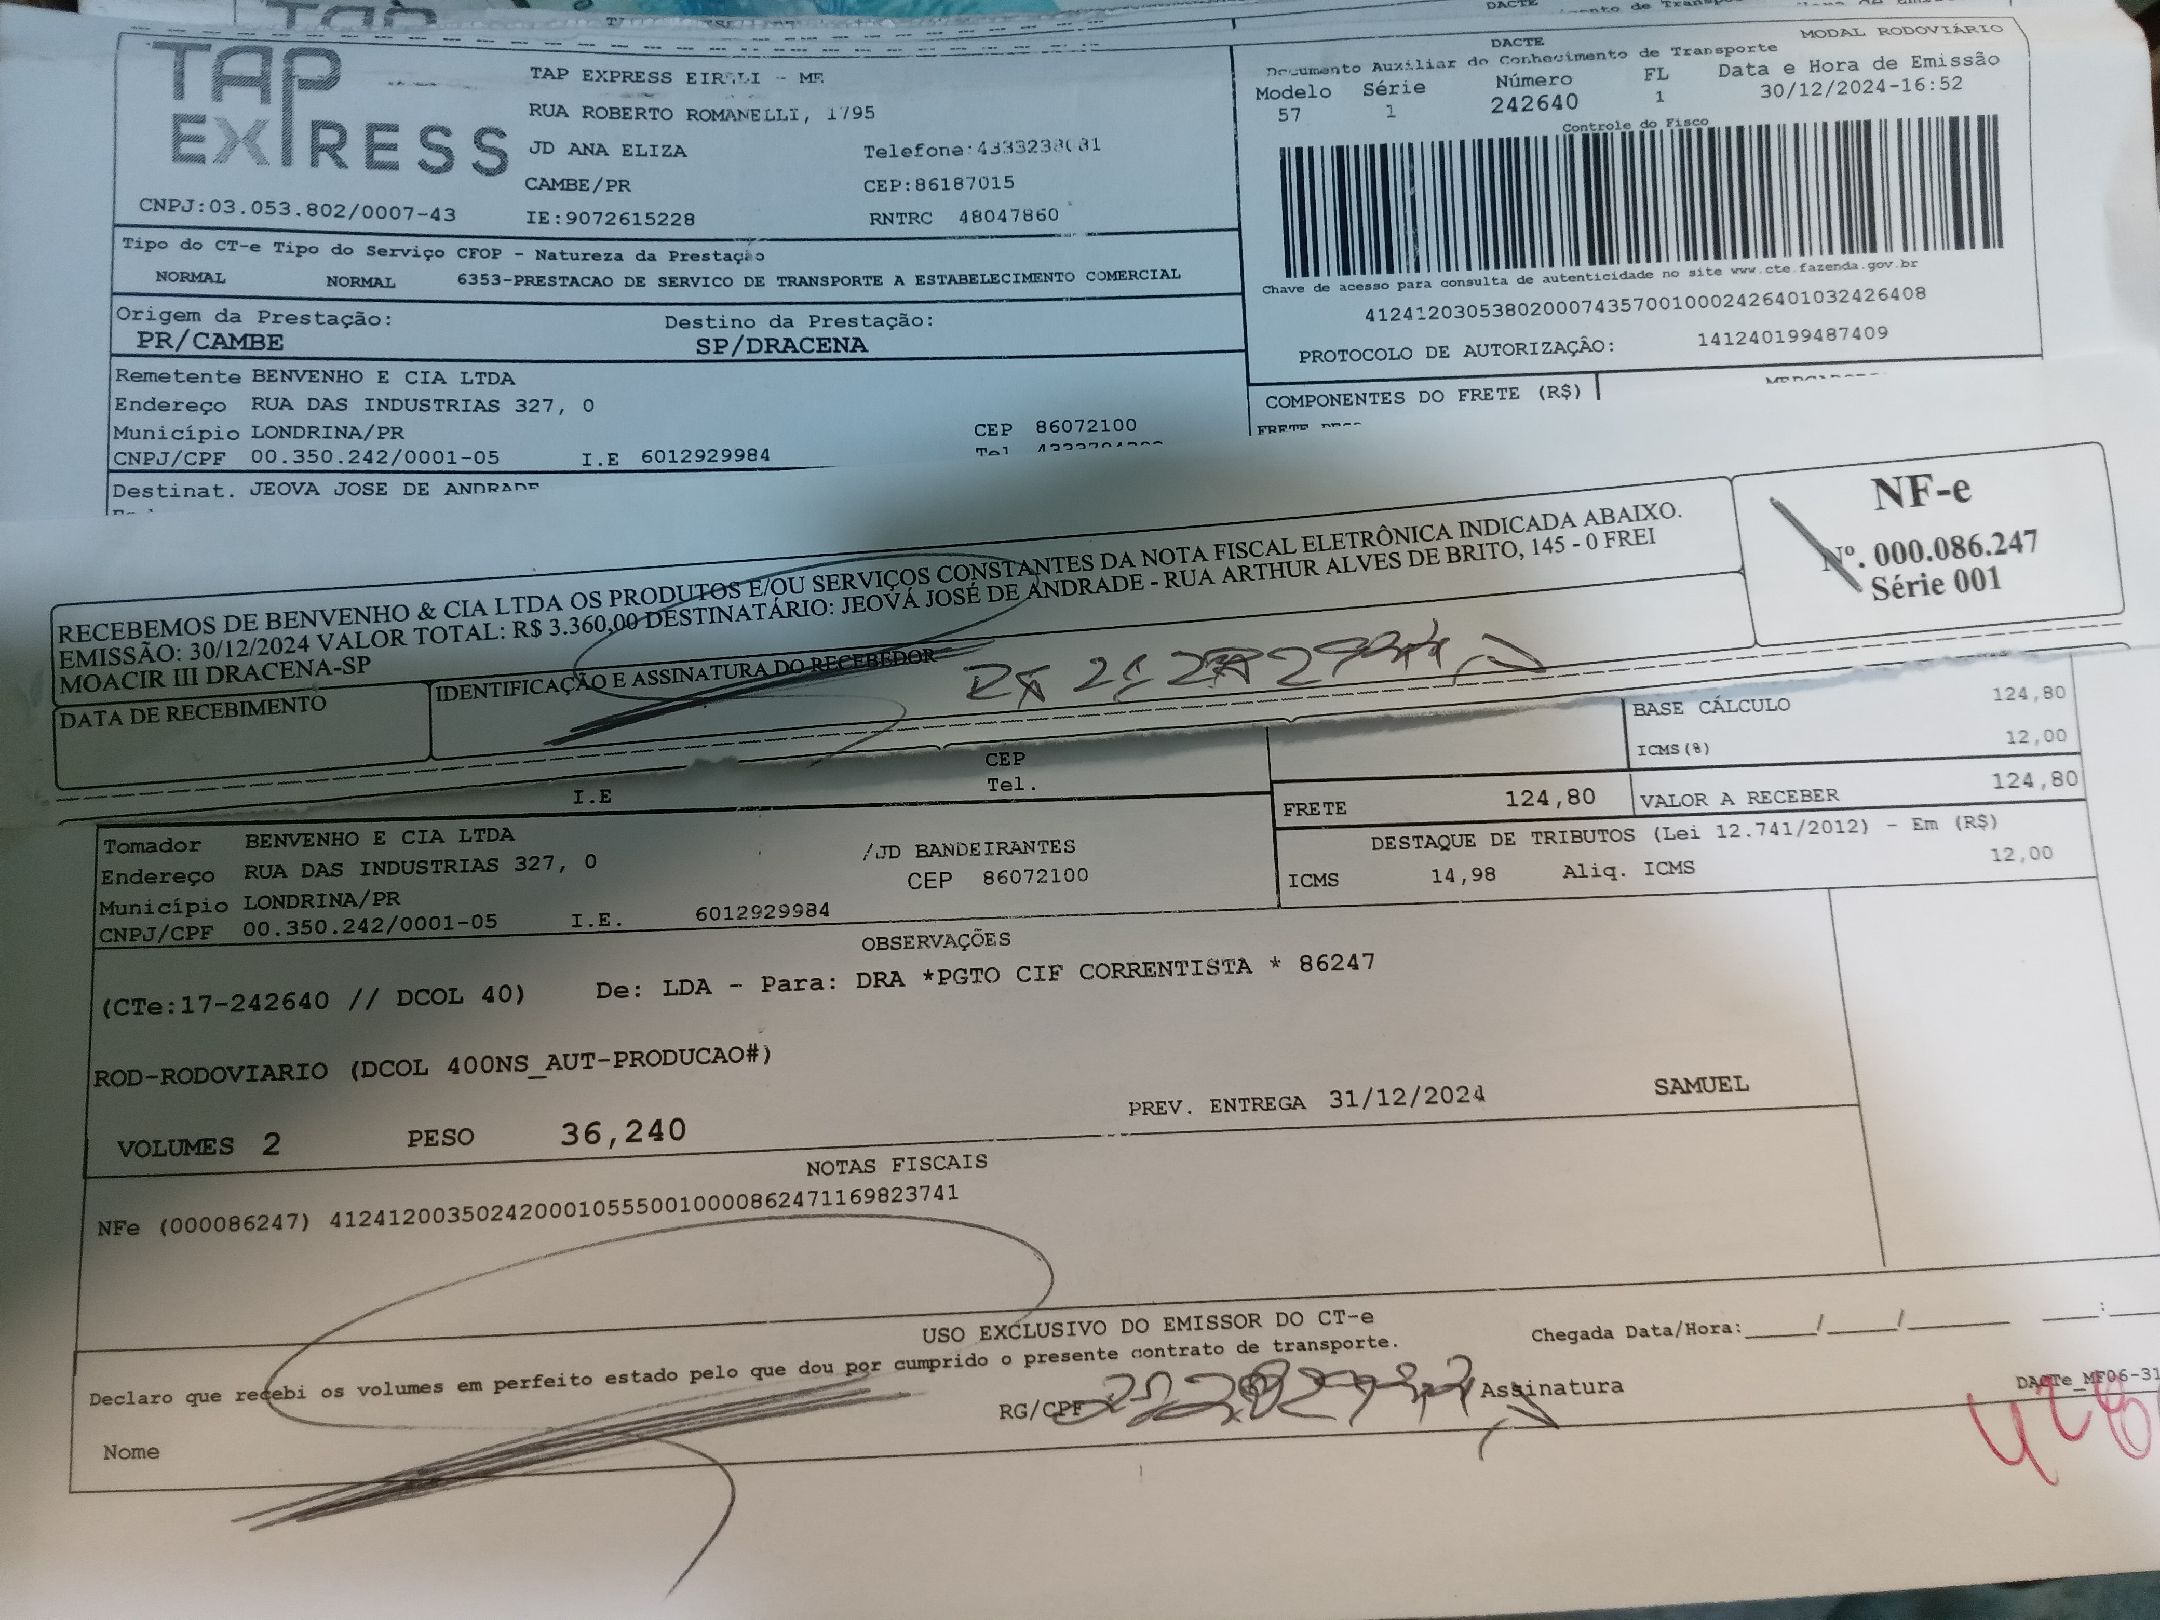 TAP EXPRESS
TAP EXPRESS EIRELI - ME
RUA ROBERTO ROMANELLI, 1795
JD ANA ELIZA
CAMBE/PR CEP:86187015
CNPJ:03.053.802/0007-43 IE:9072615228 RNTRC 48047860
DACTE MODAL RODOVIÁRIO
Documento Auxiliar do Conhecimento de Transporte
Modelo Série Número FL Data e Hora de Emissão
57 1 242640 1 30/12/2024-16:52
Controle do Fisco
Chave de acesso para consulta de autenticidade no site www.cte.fazenda.gov.br
41241203053802000743570010002426401032426408
PROTOCOLO DE AUTORIZAÇÃO: 141240199487409
Tipo do CT-e Tipo do Serviço CFOP - Natureza da Prestação
NORMAL NORMAL 6353-PRESTACAO DE SERVICO DE TRANSPORTE A ESTABELECIMENTO COMERCIAL
Origem da Prestação: Destino da Prestação:
PR/CAMBE SP/DRACENA
Remetente BENVENHO E CIA LTDA
Endereço RUA DAS INDUSTRIAS 327, 0
Município LONDRINA/PR CEP 86072100
CNPJ/CPF 00.350.242/0001-05 I.E 6012929984 Tel
Destinat. JEOVA JOSE DE ANDRADE
COMPONENTES DO FRETE (R$)
RECEBEMOS DE BENVENHO & CIA LTDA OS PRODUTOS E/OU SERVIÇOS CONSTANTES DA NOTA FISCAL ELETRÔNICA INDICADA ABAIXO.
EMISSÃO: 30/12/2024 VALOR TOTAL: R$ 3.360,00 DESTINATÁRIO: JEOVÁ JOSÉ DE ANDRADE - RUA ARTHUR ALVES DE BRITO, 145 - 0 FREI
MOACIR III DRACENA-SP
DATA DE RECEBIMENTO
IDENTIFICAÇÃO E ASSINATURA DO RECEBEDOR
NF-e
Nº. 000.086.247
Série 001
BASE CÁLCULO 124,80
ICMS(%) 12,00
CEP
I.E Tel.
FRETE 124,80 VALOR A RECEBER 124,80
DESTAQUE DE TRIBUTOS (Lei 12.741/2012) - Em (R$)
ICMS 14,98 Aliq. ICMS 12,00
Tomador BENVENHO E CIA LTDA
Endereço RUA DAS INDUSTRIAS 327, 0 /JD BANDEIRANTES
Município LONDRINA/PR CEP 86072100
CNPJ/CPF 00.350.242/0001-05 I.E. 6012929984
OBSERVAÇÕES
(CTe:17-242640 // DCOL 40) De: LDA - Para: DRA *PGTO CIF CORRENTISTA * 86247
ROD-RODOVIARIO (DCOL 400NS_AUT-PRODUCAO#)
VOLUMES 2 PESO 36,240 PREV. ENTREGA 31/12/2024 SAMUEL
NOTAS FISCAIS
NFe (000086247) 41241200350242000105550010000862471169823741
USO EXCLUSIVO DO EMISSOR DO CT-e
Declaro que recebi os volumes em perfeito estado pelo que dou por cumprido o presente contrato de transporte.
Chegada Data/Hora:____/____/______ ___:
Nome RG/CPF Assinatura
DACTe_MF06-31